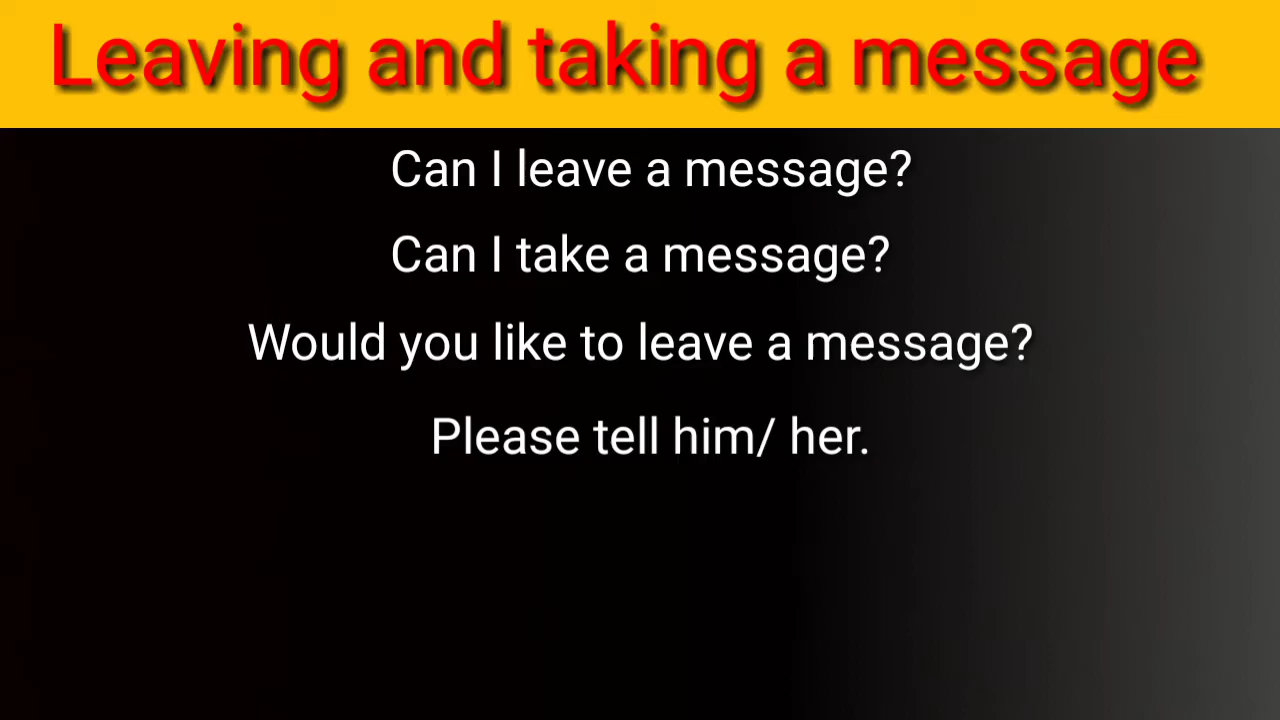 Leaving and taking a message
Can I leave a message?
Can I take a message?
Would you like to leave a message?
Please tell him/ her.